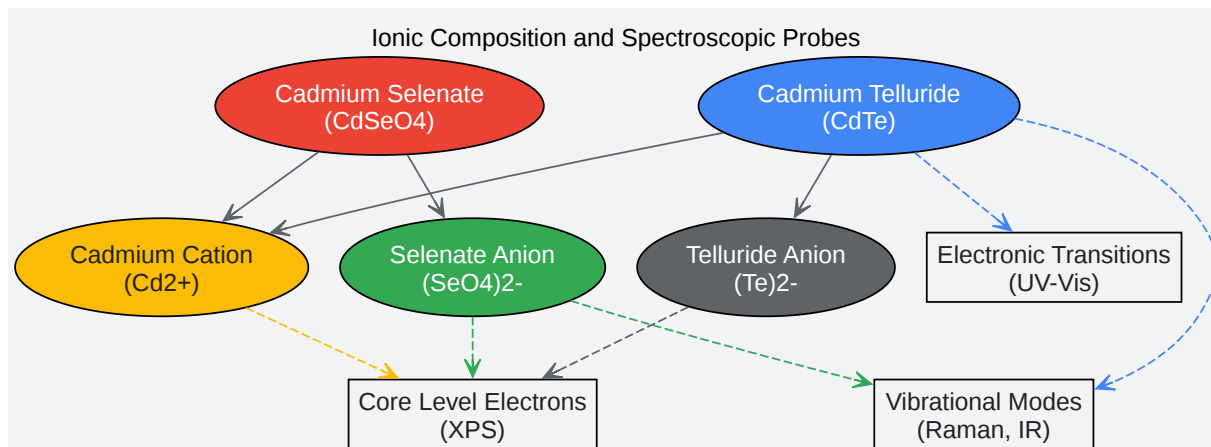 Ionic Composition and Spectroscopic Probes
Cadmium Selenate
(CdSeO4)
Cadmium Telluride
(CdTe)
Cadmium Cation
(Cd2+)
Selenate Anion
(SeO4)2-
Telluride Anion
(Te)2-
Electronic Transitions
(UV-Vis)
Core Level Electrons
(XPS)
Vibrational Modes
(Raman, IR)